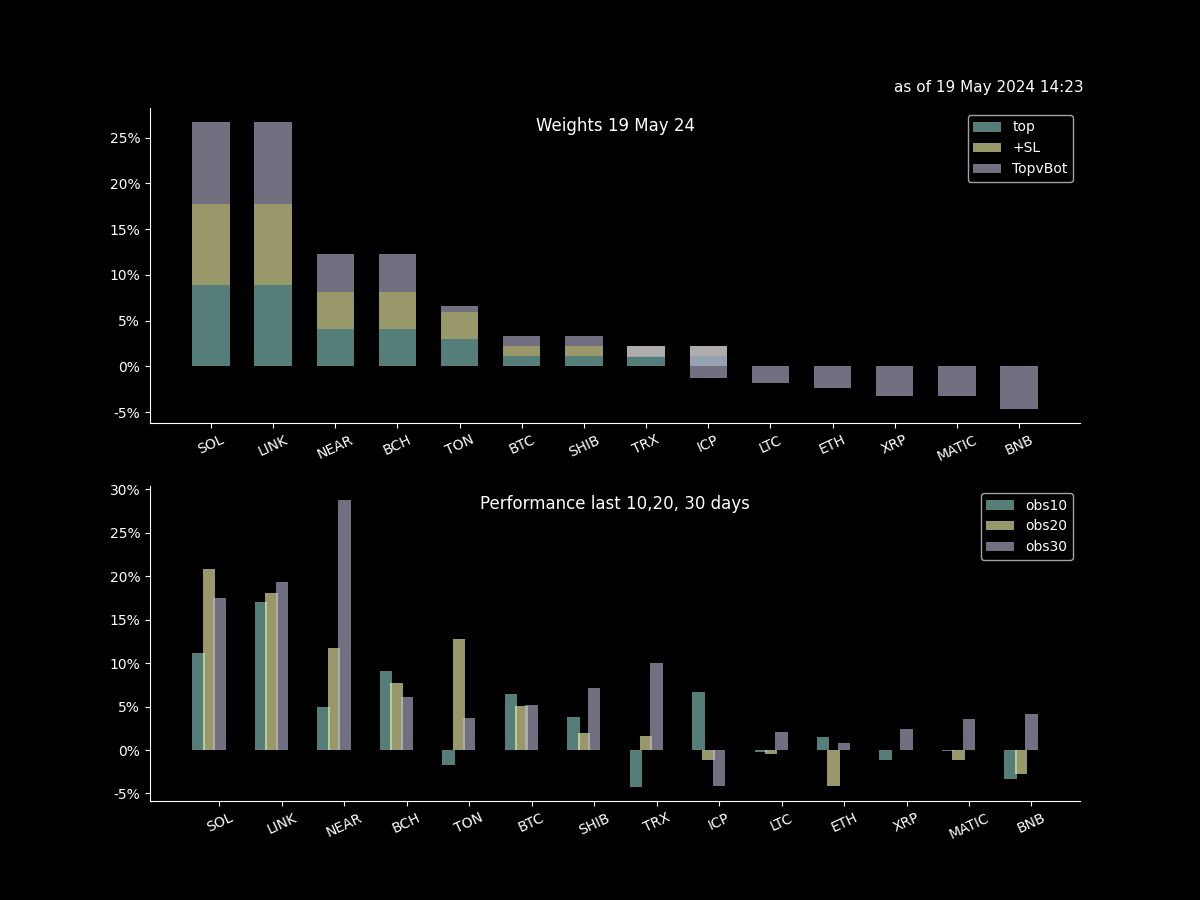 as of 19 May 2024 14:23
Weights 19 May 24
top
+SL
TopvBot
25%
20%
15%
10%
5%
0%
-5%
SOL LINK NEAR BCH TON BTC SHIB TRX ICP LTC ETH XRP MATIC BNB
Performance last 10,20, 30 days
obs10
obs20
obs30
30%
25%
20%
15%
10%
5%
0%
-5%
SOL LINK NEAR BCH TON BTC SHIB TRX ICP LTC ETH XRP MATIC BNB